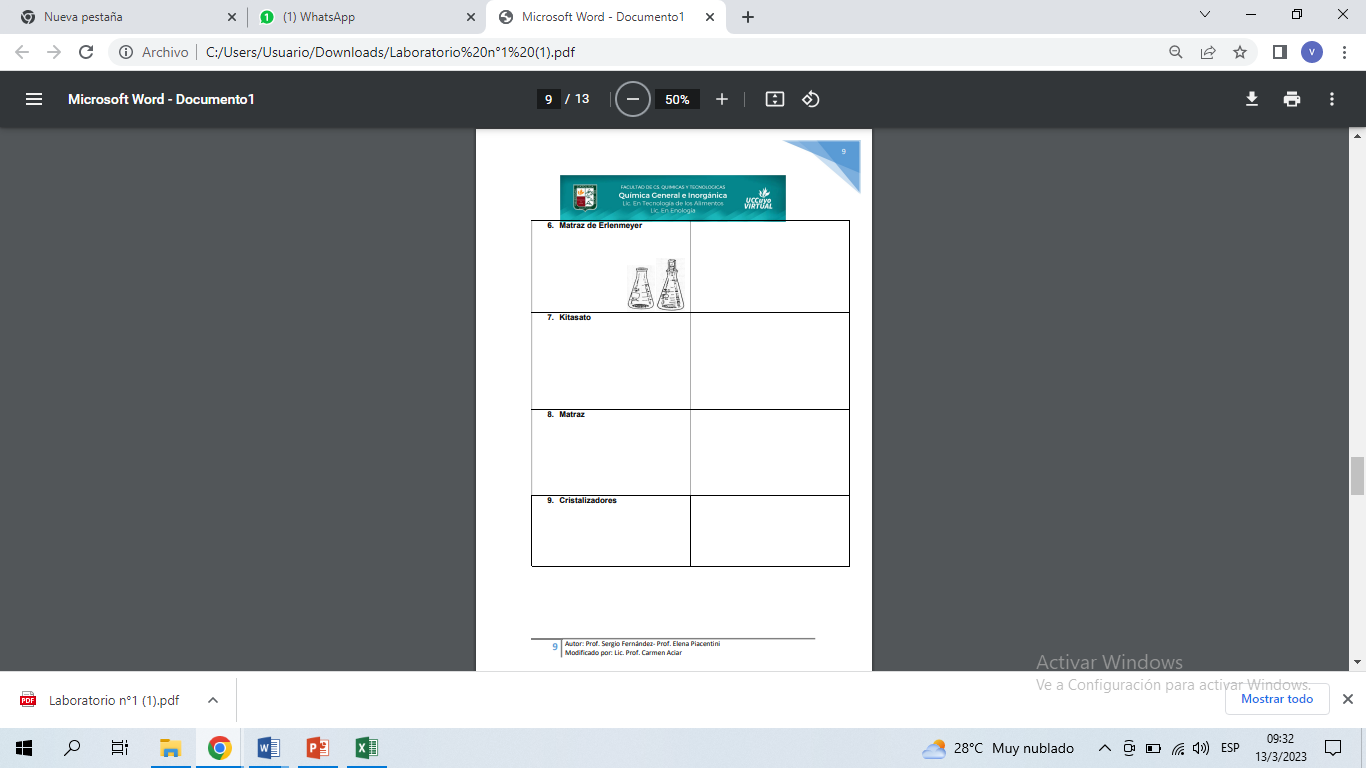 Nueva pestaña
(1) WhatsApp
Microsoft Word - Documento1
Archivo
C:/Users/Usuario/Downloads/Laboratorio%20n°1%20(1).pdf
V
Microsoft Word - Documento1
9 / 13
50%
9
FACULTAD DE CS. QUIMICAS Y TECNOLOGICAS
Química General e Inorgánica
Lic. En Tecnología de los Alimentos
Lic. En Enología
UCCuyo
VIRTUAL
6. Matraz de Erlenmeyer
7. Kitasato
8. Matraz
9. Cristalizadores
9
Autor: Prof. Sergio Fernández- Prof. Elena Piacentini
Modificado por: Lic. Prof. Carmen Aciar
Activar Windows
Ve a Configuración para activar Windows.
PDF
Laboratorio n°1 (1).pdf
Mostrar todo
28°C Muy nublado
ESP
09:32
13/3/2023